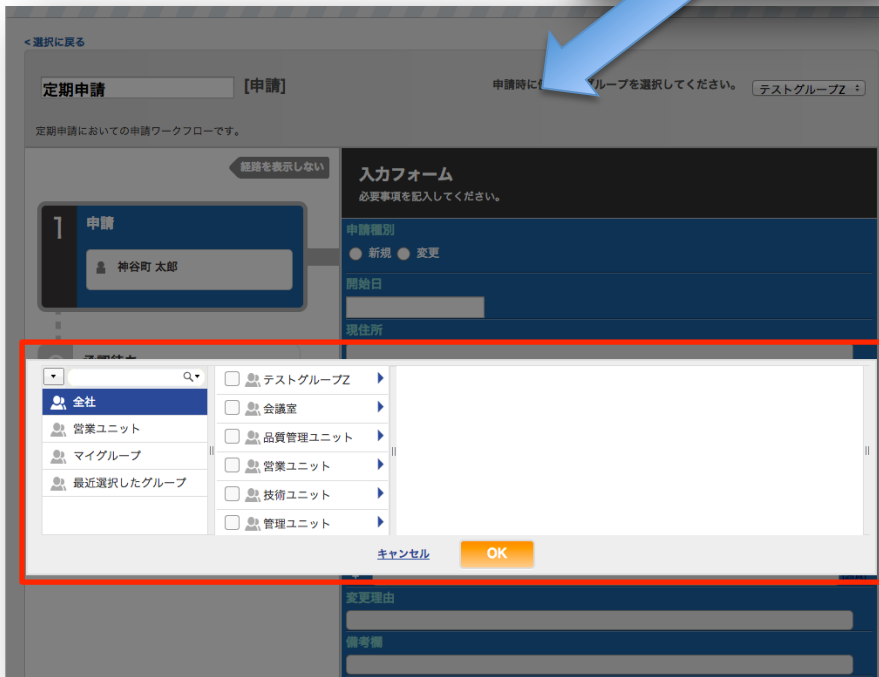 <選択に戻る
定期申請
[申請]
申請時に グループを選択してください。
テストグループZ
定期申請においての申請ワークフローです。
経路を表示しない
入力フォーム
必要事項を記入してください。
1
申請
神谷町 太郎
申請種別
新規
変更
開始日
現住所
全社
営業ユニット
マイグループ
最近選択したグループ
テストグループZ
会議室
品質管理ユニット
営業ユニット
技術ユニット
管理ユニット
キャンセル
OK
変更理由
備考欄